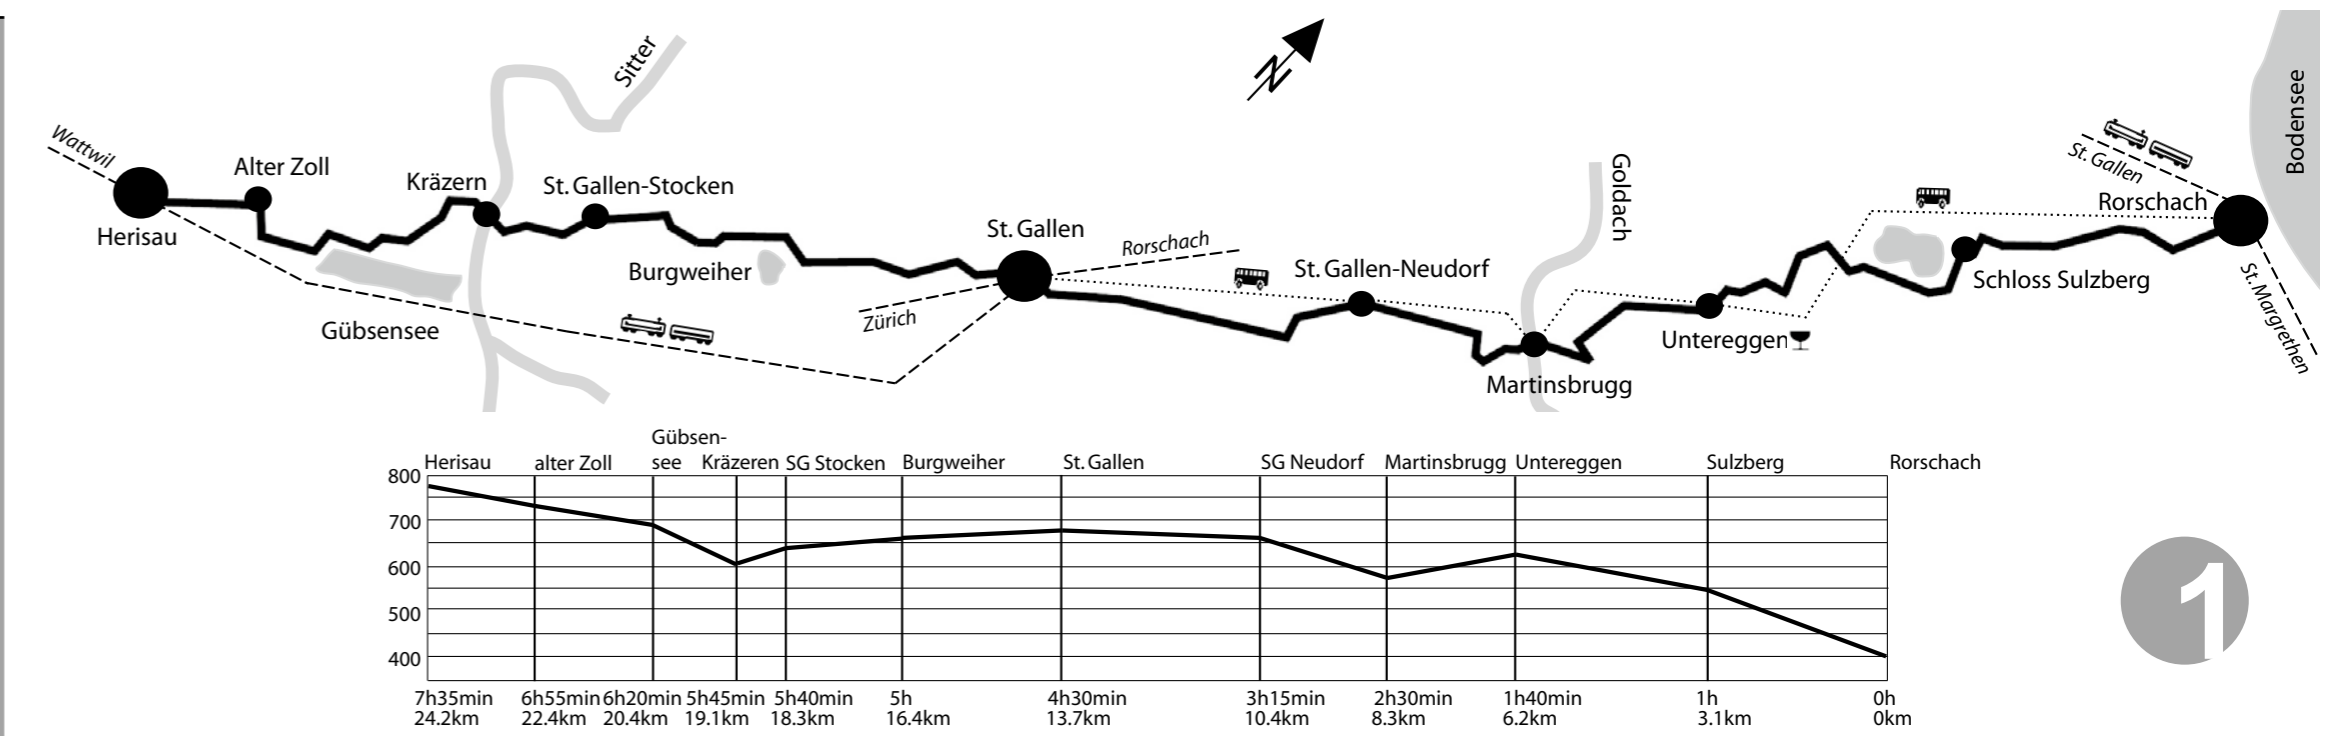 Sitter
N
Wattwil
Alter Zoll
Kräzern
St. Gallen-Stocken
Herisau
Burgweiher
Gübsensee
St. Gallen
Rorschach
Zürich
St. Gallen-Neudorf
Goldach
Martinsbrugg
Untereggen
St. Gallen
Rorschach
Schloss Sulzberg
Bodensee
St. Margrethen
Gübsen-
Herisau alter Zoll see Kräzeren SG Stocken Burgweiher St. Gallen SG Neudorf Martinsbrugg Untereggen Sulzberg Rorschach
800
700
600
500
400
7h35min 6h55min 6h20min 5h45min 5h40min 5h 4h30min 3h15min 2h30min 1h40min 1h 0h
24.2km 22.4km 20.4km 19.1km 18.3km 16.4km 13.7km 10.4km 8.3km 6.2km 3.1km 0km
1